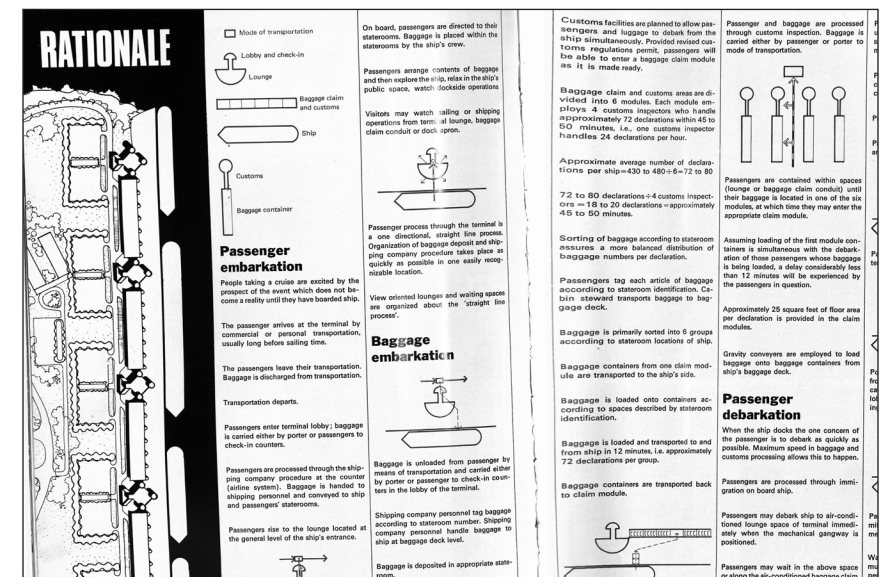 RATIONALE
Mode of transportation
Lobby and check-in
Lounge
Baggage claim
and customs
Ship
Customs
Baggage container
Passenger
embarkation
People taking a cruise are excited by the
prospect of the event which does not be-
come a reality until they have boarded ship.
The passenger arrives at the terminal by
commercial or personal transportation,
usually long before sailing time.
The passengers leave their transportation.
Baggage is discharged from transportation.
Transportation departs.
Passengers enter terminal lobby; baggage
is carried either by porter or passengers to
check-in counters.
Passengers are processed through the ship-
ping company procedure at the counter
(airline system). Baggage is handed to
shipping personnel and conveyed to ship
and passengers' staterooms.
Passengers rise to the lounge located at
the general level of the ship's entrance.
On board, passengers are directed to their
staterooms. Baggage is placed within the
staterooms by the ship's crew.
Passengers arrange contents of baggage
and then explore the ship, relax in the ship's
public space, watch dockside operations
Visitors may watch sailing or shipping
operations from terminal lounge, baggage
claim conduit or dock apron.
Passenger process through the terminal is
a one directional, straight line process.
Organization of baggage deposit and ship-
ping company procedure takes place as
quickly as possible in one easily recog-
nizable location.
View oriented lounges and waiting spaces
are organized about the 'straight line
process'.
Baggage
embarkation
Baggage is unloaded from passenger by
means of transportation and carried either
by porter or passenger to check-in coun-
ters in the lobby of the terminal.
Shipping company personnel tag baggage
according to stateroom number. Shipping
company personnel handle baggage to
ship at baggage deck level.
Baggage is deposited in appropriate state-
room.
Customs facilities are planned to allow pas-
sengers and luggage to debark from the
ship simultaneously. Provided revised cus-
toms regulations permit, passengers will
be able to enter a baggage claim module
as it is made ready.
Baggage claim and customs areas are di-
vided into 6 modules. Each module em-
ploys 4 customs inspectors who handle
approximately 72 declarations within 45 to
50 minutes, i.e., one customs inspector
handles 24 declarations per hour.
Approximate average number of declara-
tions per ship=430 to 480÷6=72 to 80
72 to 80 declarations÷4 customs inspect-
ors = 18 to 20 declarations=approximately
45 to 50 minutes.
Sorting of baggage according to stateroom
assures a more balanced distribution of
baggage numbers per declaration.
Passengers tag each article of baggage
according to stateroom identification. Ca-
bin steward transports baggage to bag-
gage deck.
Baggage is primarily sorted into 6 groups
according to stateroom locations of ship.
Baggage containers from one claim mod-
ule are transported to the ship's side.
Baggage is loaded onto containers ac-
cording to spaces described by stateroom
identification.
Baggage is loaded and transported to and
from ship in 12 minutes, i.e. approximately
72 declarations per group.
Baggage containers are transported back
to claim module.
Passenger and baggage are processed
through customs inspection. Baggage is
carried either by passenger or porter to
mode of transportation.
Passengers are contained within spaces
(lounge or baggage claim conduit) until
their baggage is located in one of the six
modules, at which time they may enter the
appropriate claim module.
Assuming loading of the first module con-
tainers is simultaneous with the debark-
ation of those passengers whose baggage
is being loaded, a delay considerably less
than 12 minutes will be experienced by
the passengers in question.
Approximately 25 square feet of floor area
per declaration is provided in the claim
modules.
Gravity conveyers are employed to load
baggage onto baggage containers from
ship's baggage deck.
Passenger
debarkation
When the ship docks the one concern of
the passenger is to debark as quickly as
possible. Maximum speed in baggage and
customs processing allows this to happen.
Passengers are processed through immi-
gration on board ship.
Passengers may debark ship to air-condi-
tioned lounge space of terminal immedi-
ately when the mechanical gangway is
positioned.
Passengers may wait in the above space
or along the air-conditioned baggage claim